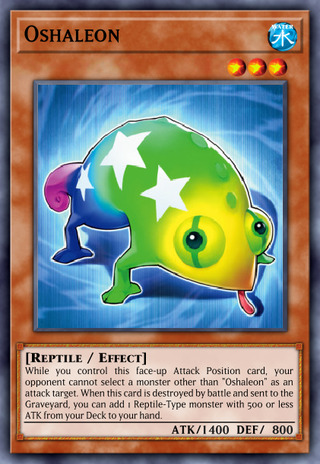 Oshaleon
WATER
水
[Reptile / Effect]
While you control this face-up Attack Position card, your
opponent cannot select a monster other than "Oshaleon" as an
attack target. When this card is destroyed by battle and sent to the
Graveyard, you can add 1 Reptile-Type monster with 500 or less
ATK from your Deck to your hand.
ATK/1400 DEF/ 800